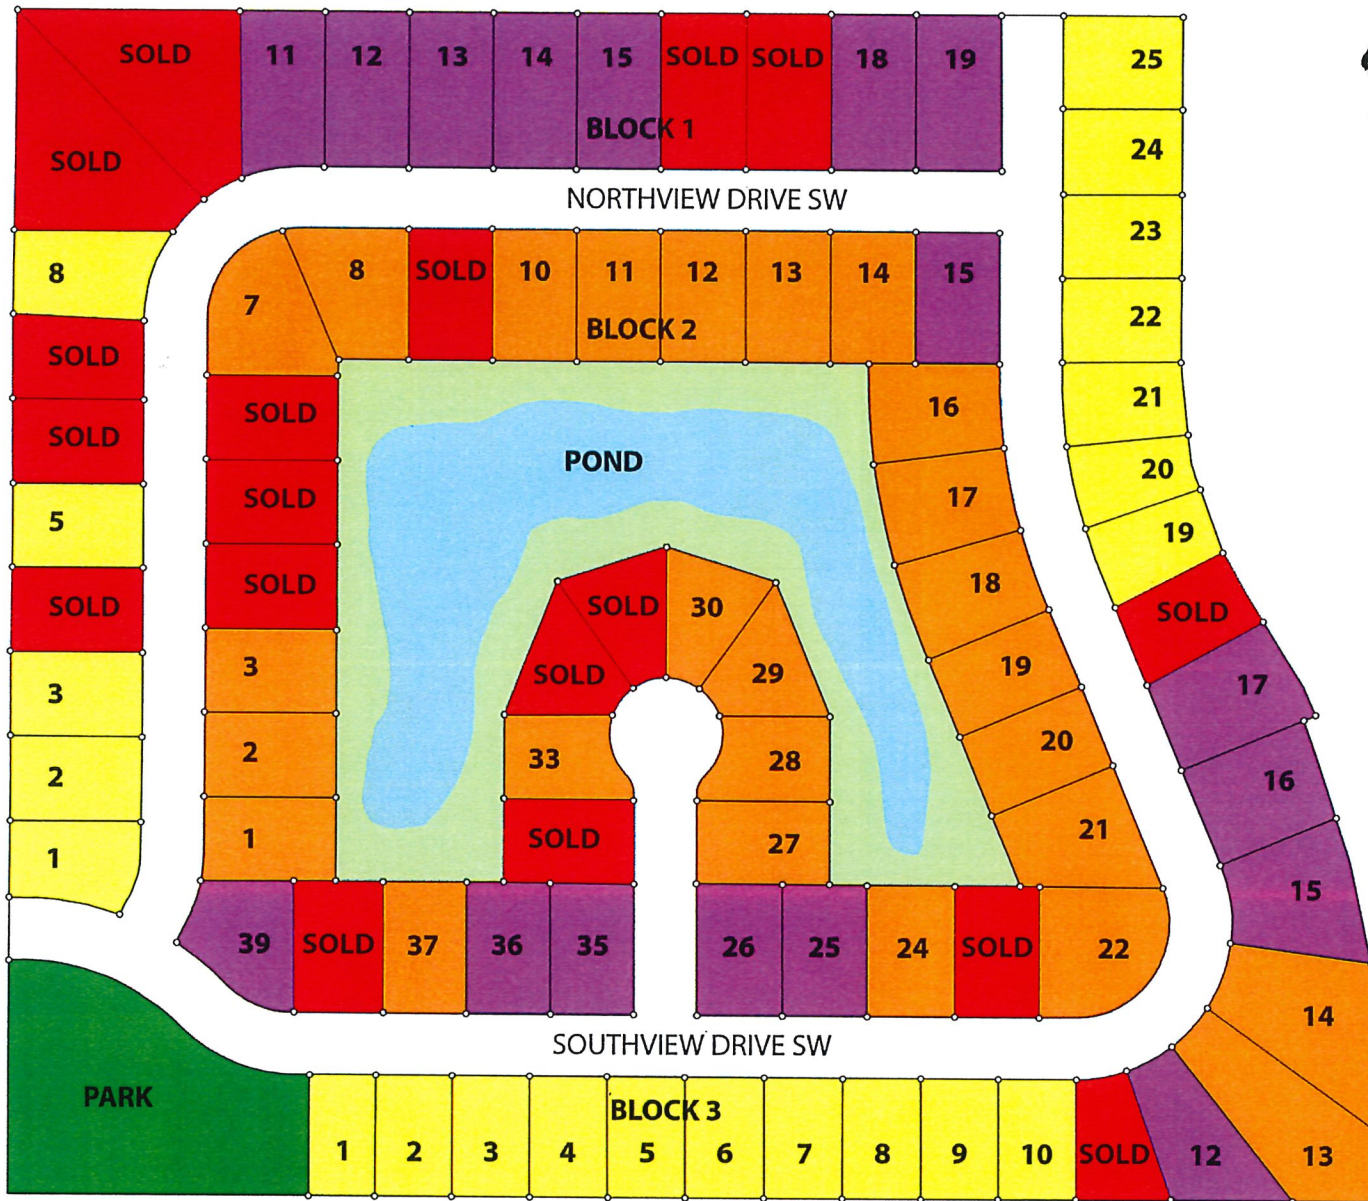 SOLD 11 12 13 14 15 SOLD SOLD 18 19 25
BLOCK 1
SOLD
24
NORTHVIEW DRIVE SW
23
8
7 8 SOLD 10 11 12 13 14 15
BLOCK 2
22
SOLD
SOLD
16
21
SOLD
POND
20
SOLD
17
5
19
SOLD
18
SOLD
SOLD
30
SOLD
3
3
SOLD
29
19
17
2
2
33
28
20
16
1
1
SOLD
27
21
15
39 SOLD 37 36 35 26 25 24 SOLD 22
14
SOUTHVIEW DRIVE SW
PARK
BLOCK 3
1 2 3 4 5 6 7 8 9 10 SOLD 12 13